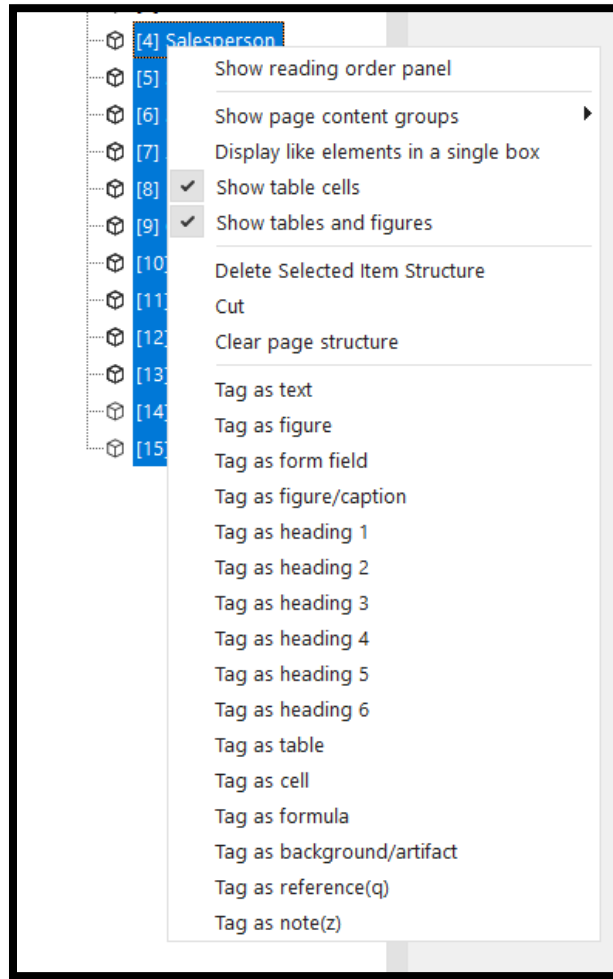 [4] Salesperson
[5]
[6]
[7]
[8]
[9]
[10]
[11]
[12]
[13]
[14]
[15]
Show reading order panel
Show page content groups
Display like elements in a single box
Show table cells
Show tables and figures
Delete Selected Item Structure
Cut
Clear page structure
Tag as text
Tag as figure
Tag as form field
Tag as figure/caption
Tag as heading 1
Tag as heading 2
Tag as heading 3
Tag as heading 4
Tag as heading 5
Tag as heading 6
Tag as table
Tag as cell
Tag as formula
Tag as background/artifact
Tag as reference(q)
Tag as note(z)